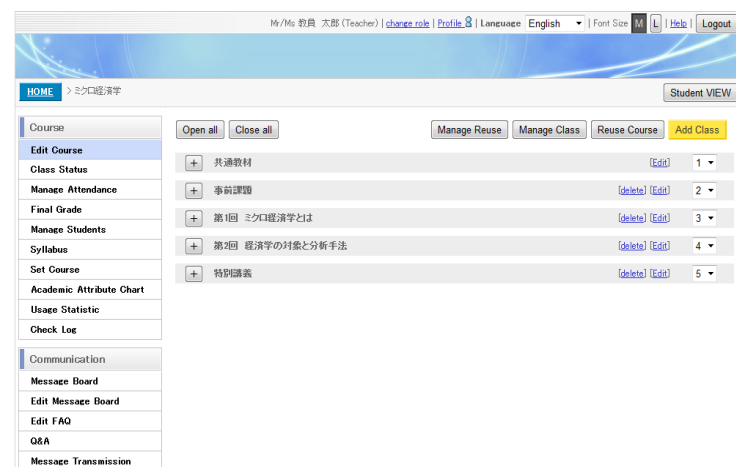 Mr/Ms 教員 太郎 (Teacher) | change role | Profile | Language English | Font Size M L | Help | Logout
HOME > ミクロ経済学 Student VIEW
Course
Edit Course
Class Status
Manage Attendance
Final Grade
Manage Students
Syllabus
Set Course
Academic Attribute Chart
Usage Statistic
Check Log
Communication
Message Board
Edit Message Board
Edit FAQ
Q&A
Message Transmission
Open all Close all Manage Reuse Manage Class Reuse Course Add Class
+ 共通教材 [Edit] 1
+ 事前課題 [delete] [Edit] 2
+ 第1回 ミクロ経済学とは [delete] [Edit] 3
+ 第2回 経済学の対象と分析手法 [delete] [Edit] 4
+ 特別講義 [delete] [Edit] 5